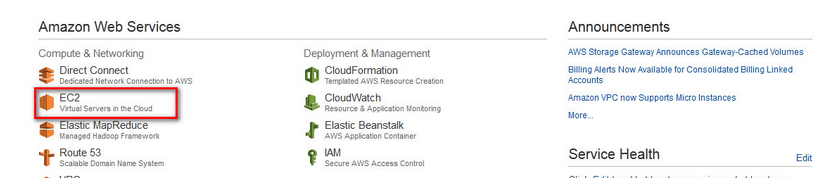 Amazon Web Services
Compute & Networking
Direct Connect
Dedicated Network Connection to AWS
EC2
Virtual Servers in the Cloud
Elastic MapReduce
Managed Hadoop Framework
Route 53
Scalable Domain Name System
VPC
Deployment & Management
CloudFormation
Templated AWS Resource Creation
CloudWatch
Resource & Application Monitoring
Elastic Beanstalk
AWS Application Container
IAM
Secure AWS Access Control
Announcements
AWS Storage Gateway Announces Gateway-Cached Volumes
Billing Alerts Now Available for Consolidated Billing Linked
Accounts
Amazon VPC now Supports Micro Instances
More...
Service Health
Edit